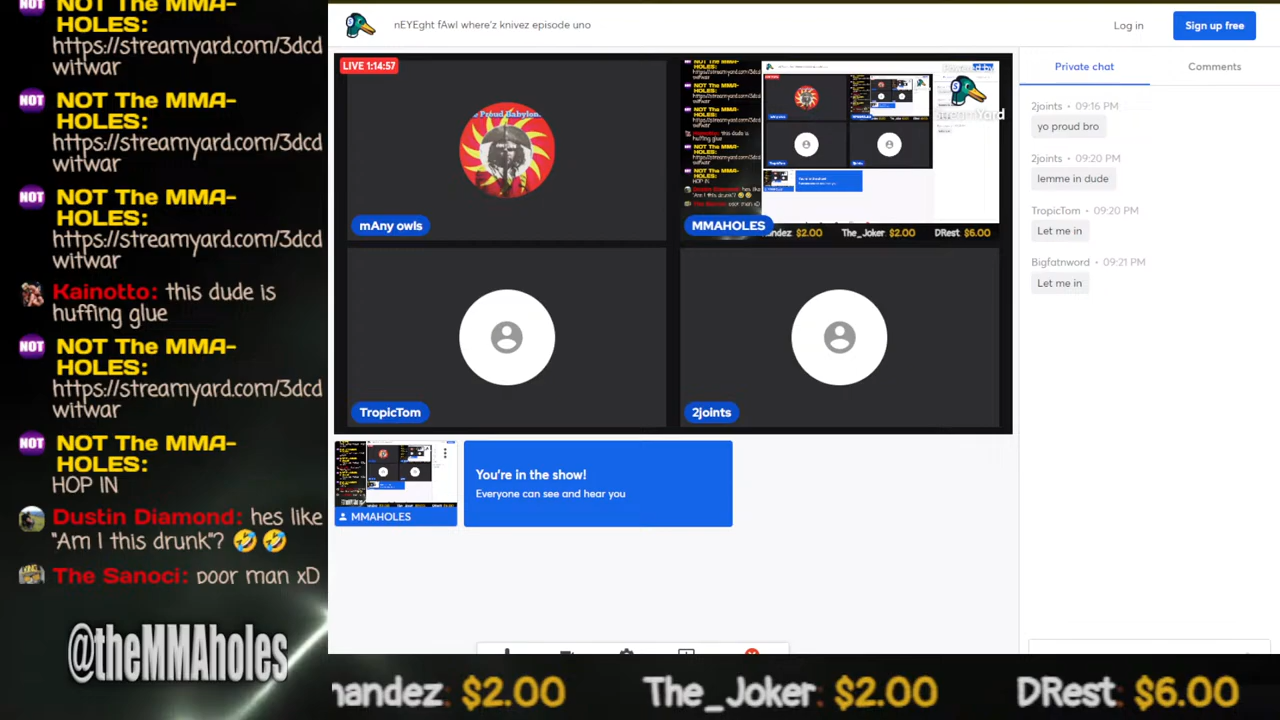 NOT The MMA-
HOLES:
https://streamyard.com/3dcd
witwar
NOT NOT The MMA-
HOLES:
https://streamyard.com/3dcd
witwar
NOT NOT The MMA-
HOLES:
https://streamyard.com/3dcd
witwar
Kainotto: this dude is
huffing glue
NOT NOT The MMA-
HOLES:
https://streamyard.com/3dcd
witwar
NOT NOT The MMA-
HOLES:
HOP IN
Dustin Diamond: hes like
"Am I this drunk"? 🤣🤣
The Sanoci: poor man xD
@theMMAholes
nEYEght fAwl where'z knivez episode uno
Log in
Sign up free
LIVE 1:14:57
Proud Babylon.
mAny owls
MMAHOLES
The_Joker: $2.00
DRest: $6.00
TropicTom
2joints
MMAHOLES
You're in the show!
Everyone can see and hear you
Private chat
Comments
2joints • 09:16 PM
yo proud bro
2joints • 09:20 PM
lemme in dude
TropicTom • 09:20 PM
Let me in
Bigfatnword • 09:21 PM
Let me in
nandez: $2.00 The_Joker: $2.00 DRest: $6.00